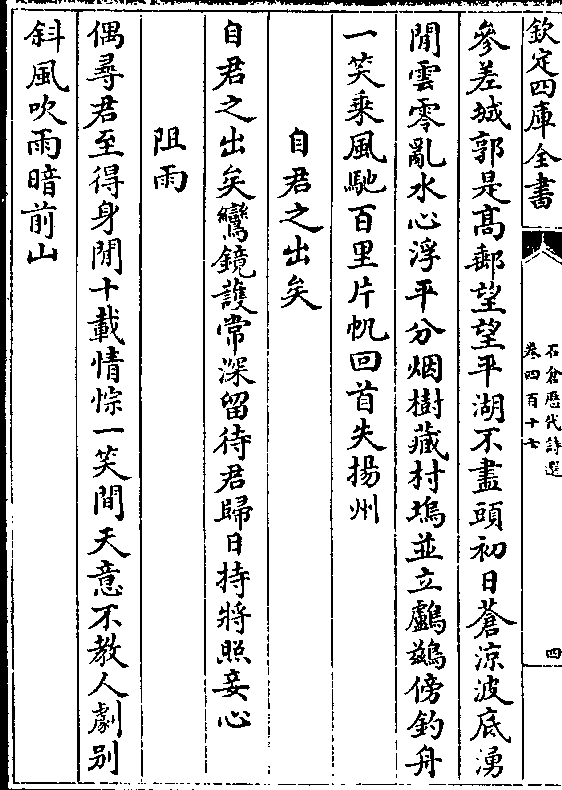 欽定四庫全書
石倉歷代詩選
卷四百十七
四
參差城郭是高郵望望平湖不盡頭初日蒼涼波底湧
閒雲零亂水心浮平分烟樹藏村塢並立鸕鷀傍釣舟
一笑乘風馳百里片帆回首失揚州
自君之出矣
自君之出矣鸞鏡䕶常深留待君歸日持將照妾心
阻雨
偶尋君至得身閒十載情悰一笑間天意不教人劇别
斜風吹雨暗前山